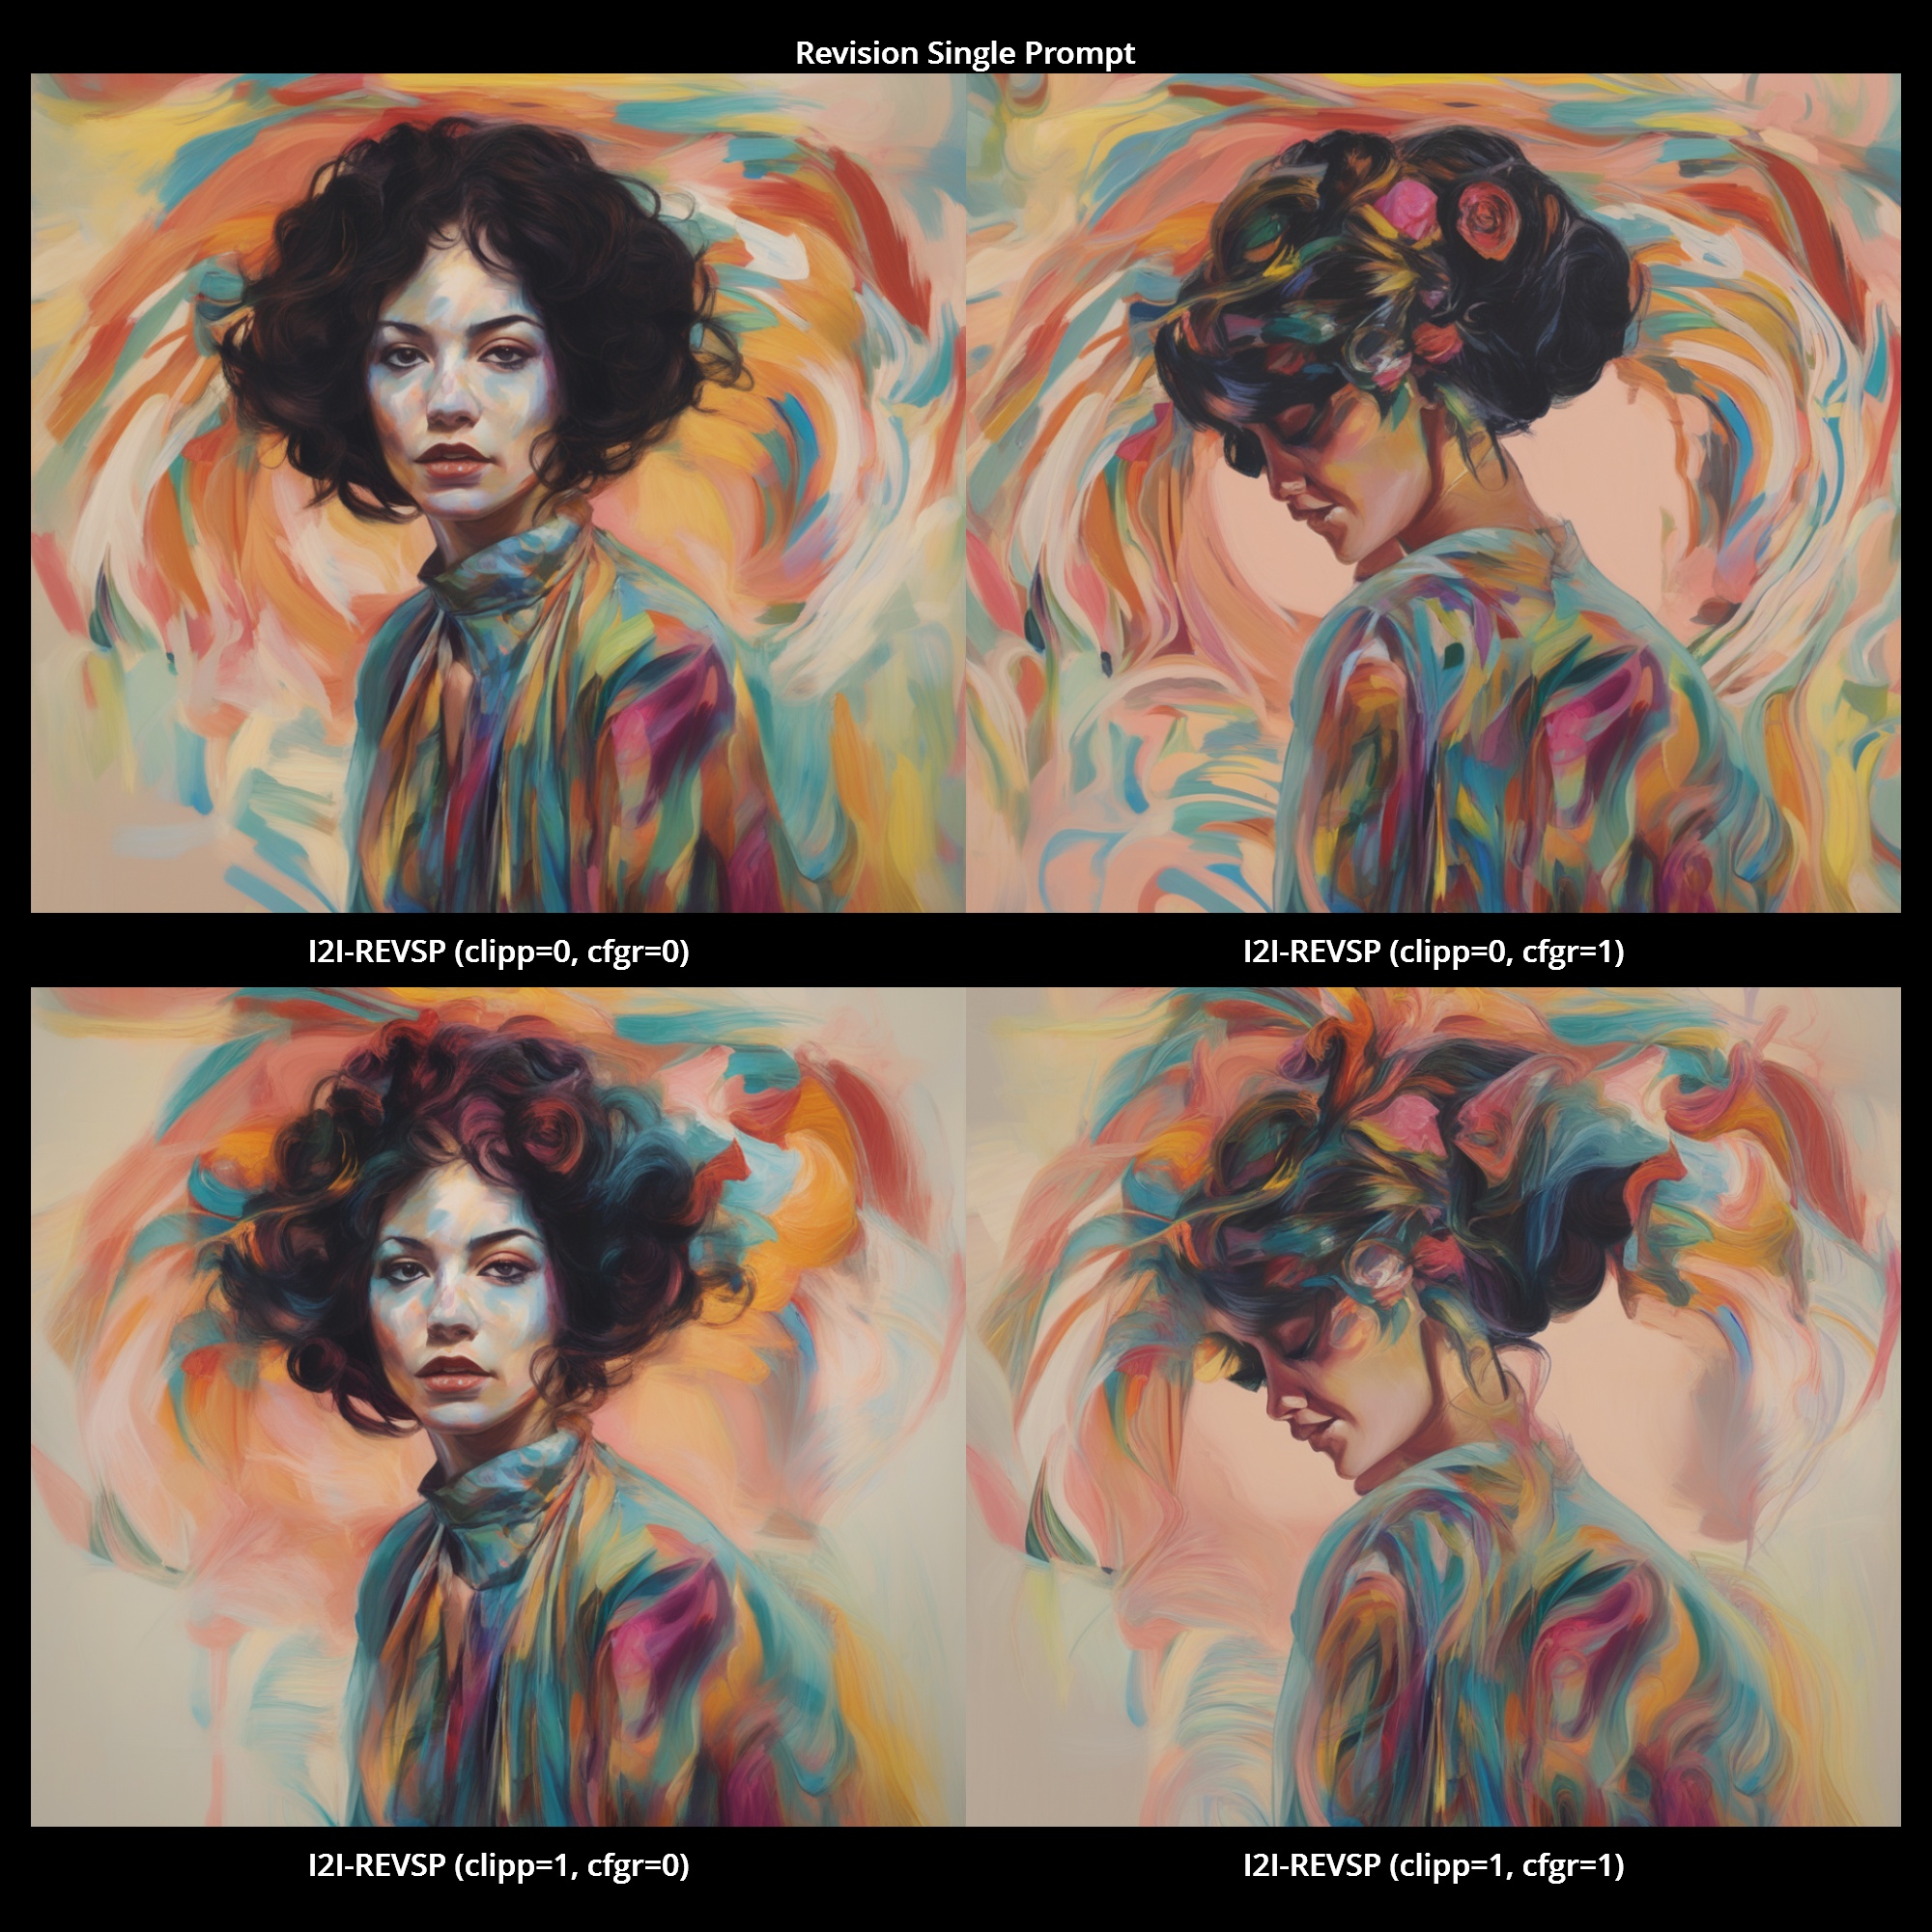 Revision Single Prompt
I2I-REVSP (clipp=0, cfgr=0)
I2I-REVSP (clipp=0, cfgr=1)
I2I-REVSP (clipp=1, cfgr=0)
I2I-REVSP (clipp=1, cfgr=1)